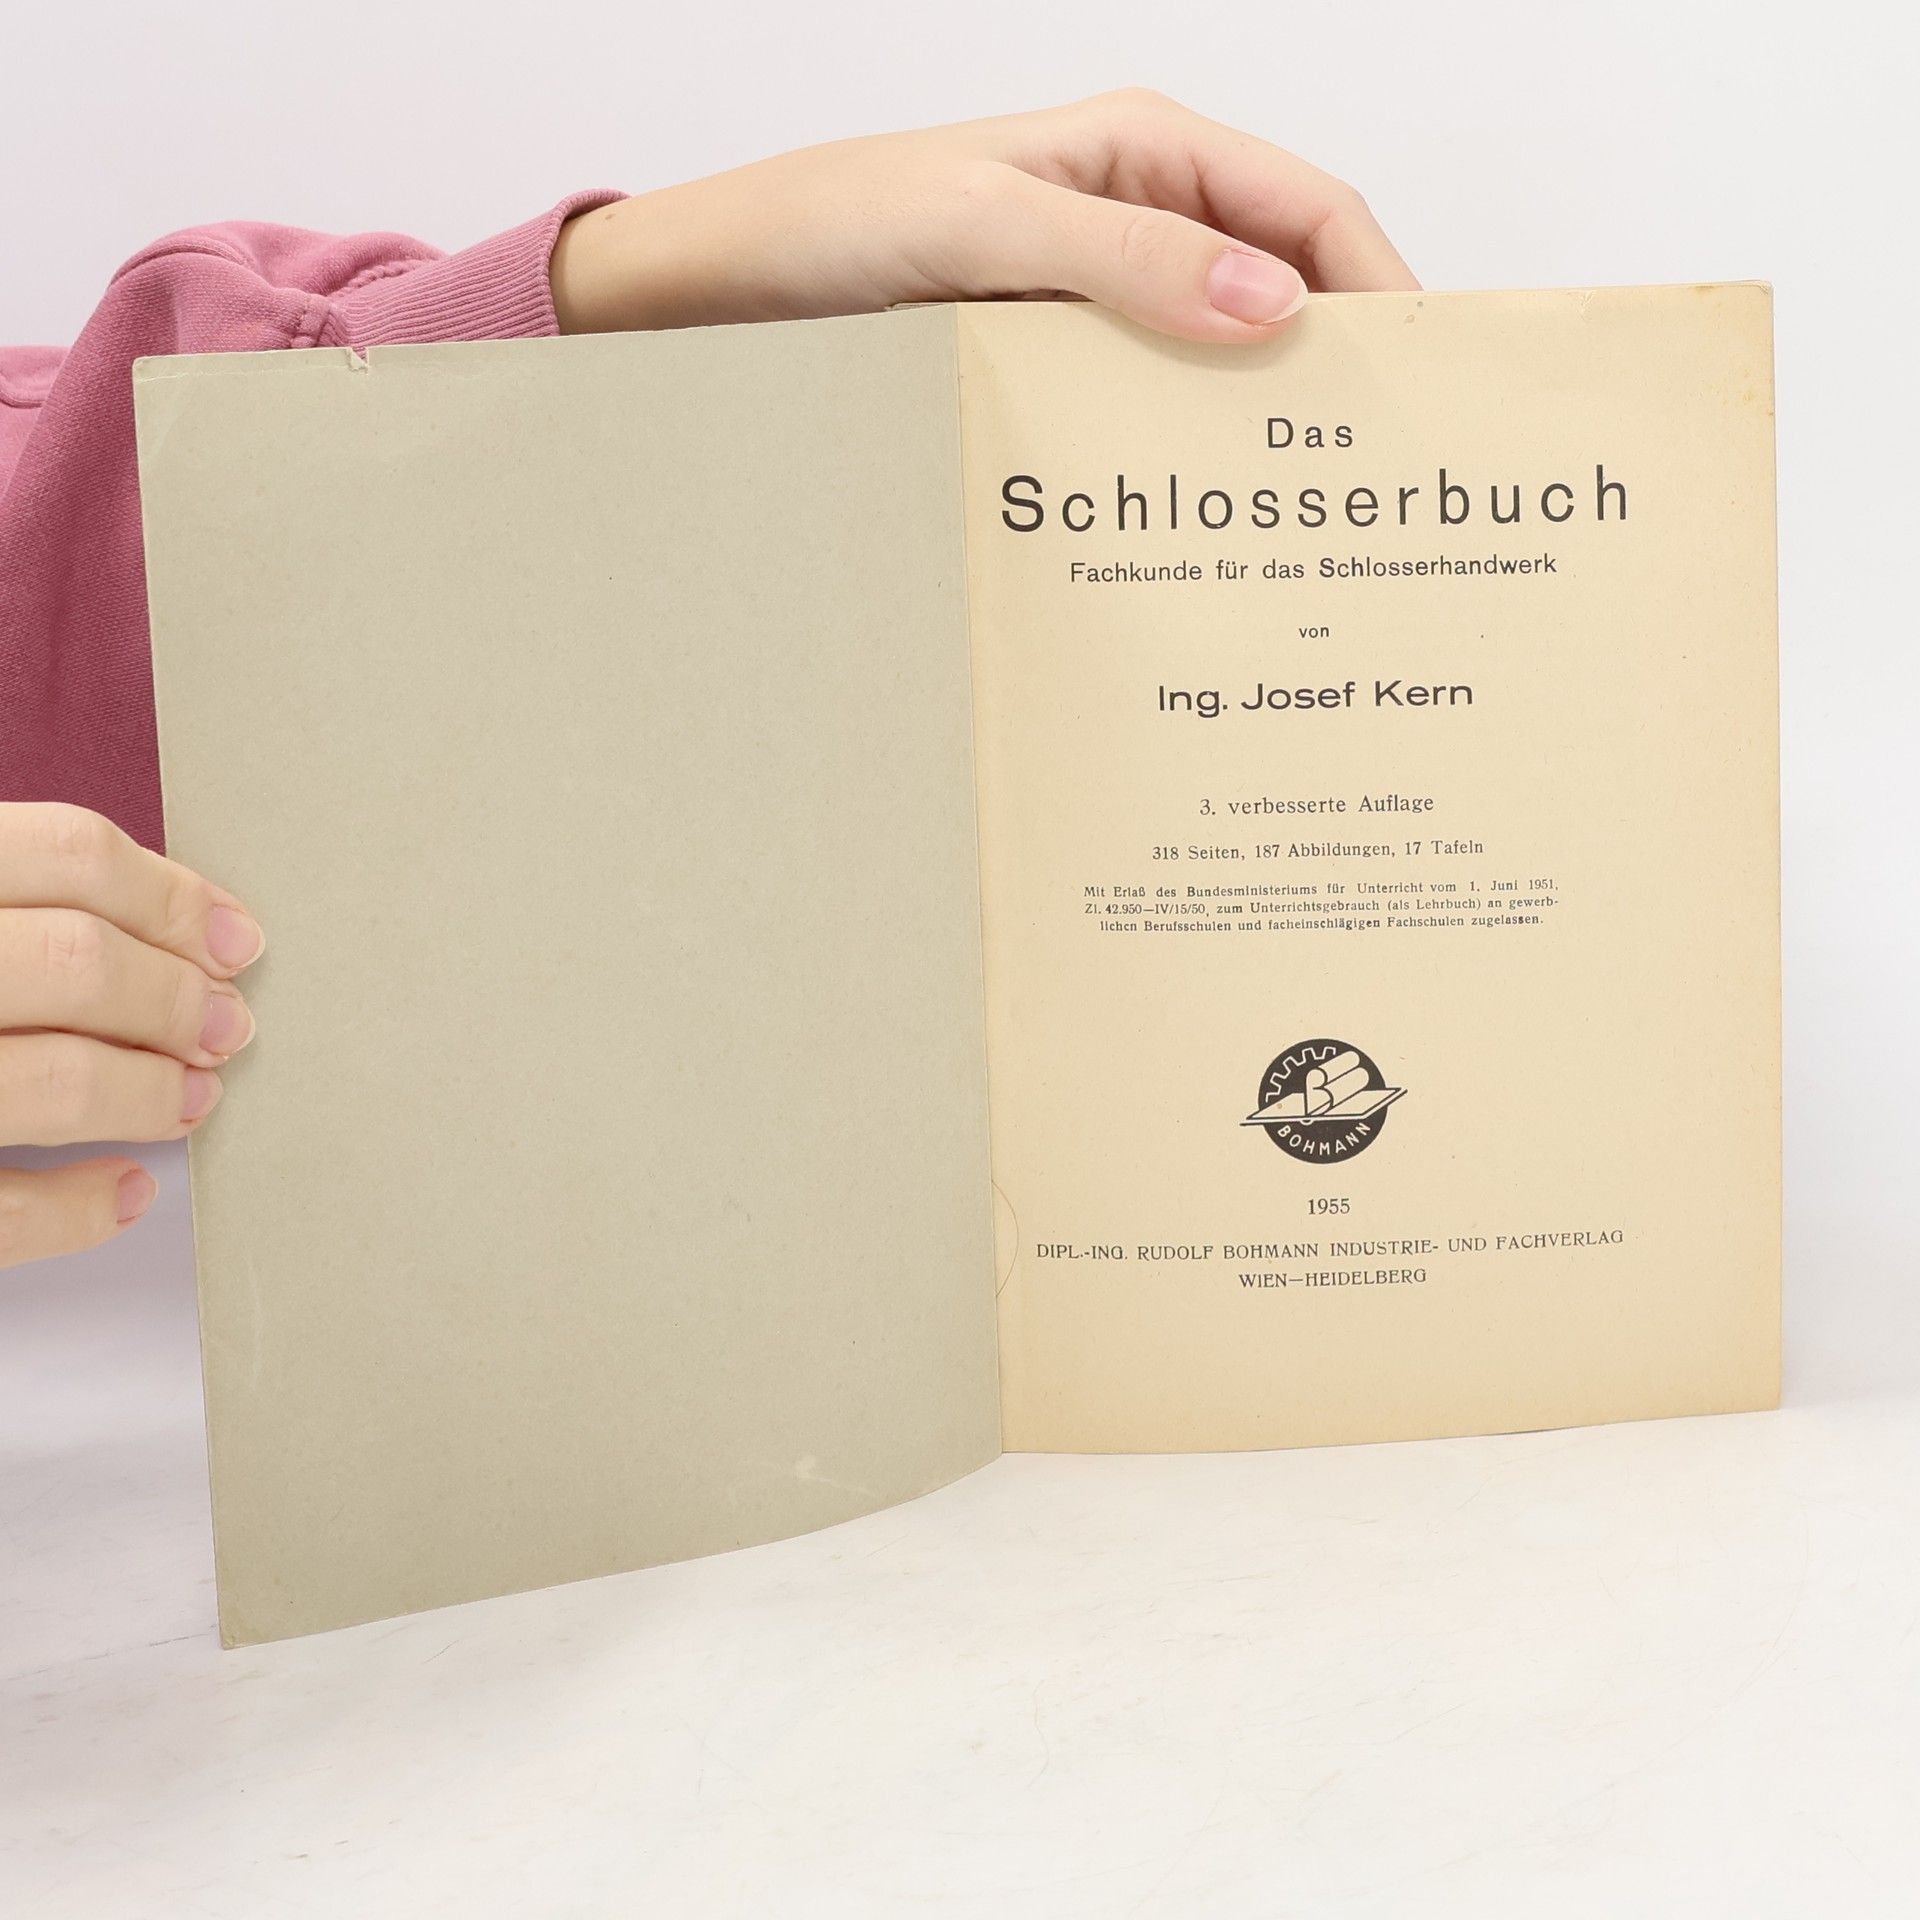 Das
Schlosserbuch
Fachkunde für das Schlosserhandwerk
von
Ing. Josef Kern
3. verbesserte Auflage
318 Seiten, 187 Abbildungen, 17 Tafeln
Mit Erlaß des Bundesministeriums für Unterricht vom 1. Juni 1951,
Zl. 42.950—IV/15/50, zum Unterrichtsgebrauch (als Lehrbuch) an gewerb-
lichen Berufsschulen und facheinschlägigen Fachschulen zugelassen.
B
BOHMANN
1955
DIPL.-ING. RUDOLF BOHMANN INDUSTRIE- UND FACHVERLAG
WIEN—HEIDELBERG